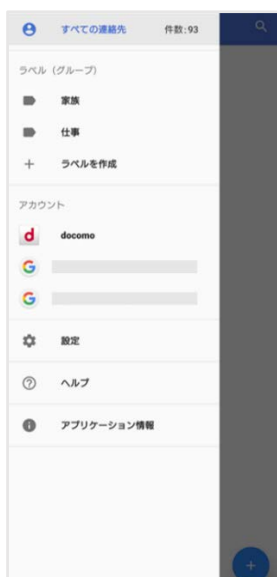 すべての連絡先 件数:93
ラベル (グループ)
家族
仕事
ラベルを作成
アカウント
docomo
設定
ヘルプ
アプリケーション情報